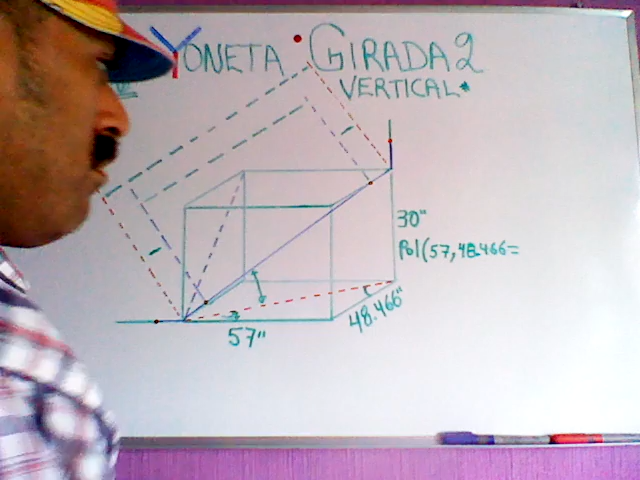 YONETA • GIRADA 2
VERTICAL•
30"
Pol(57,48.466=
48.466"
57"